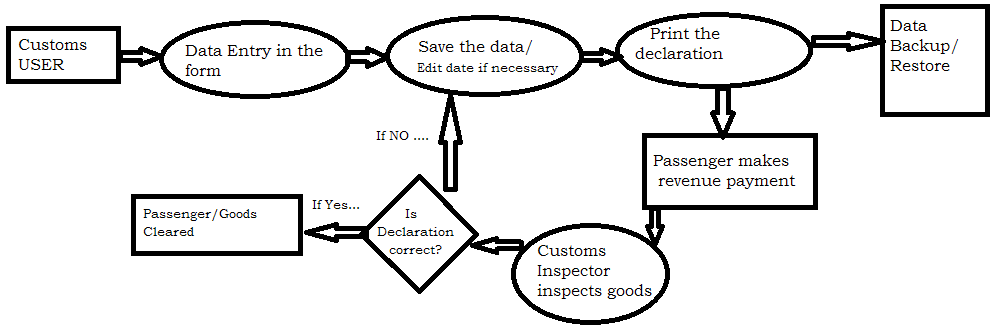 Customs
USER
Data Entry in the
form
Save the data/
Edit date if necessary
Print the
declaration
Data
Backup/
Restore
If NO ....
Passenger makes
revenue payment
If Yes...
Passenger/Goods
Cleared
Is
Declaration
correct?
Customs
Inspector
inspects goods